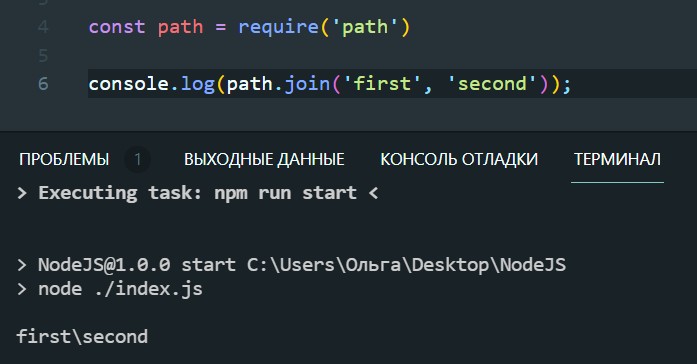 4 const path = require('path')
5
6 console.log(path.join('first', 'second'));
ПРОБЛЕМЫ 1 ВЫХОДНЫЕ ДАННЫЕ КОНСОЛЬ ОТЛАДКИ ТЕРМИНАЛ
> Executing task: npm run start <
> NodeJS@1.0.0 start C:\Users\Ольга\Desktop\NodeJS
> node ./index.js
first\second